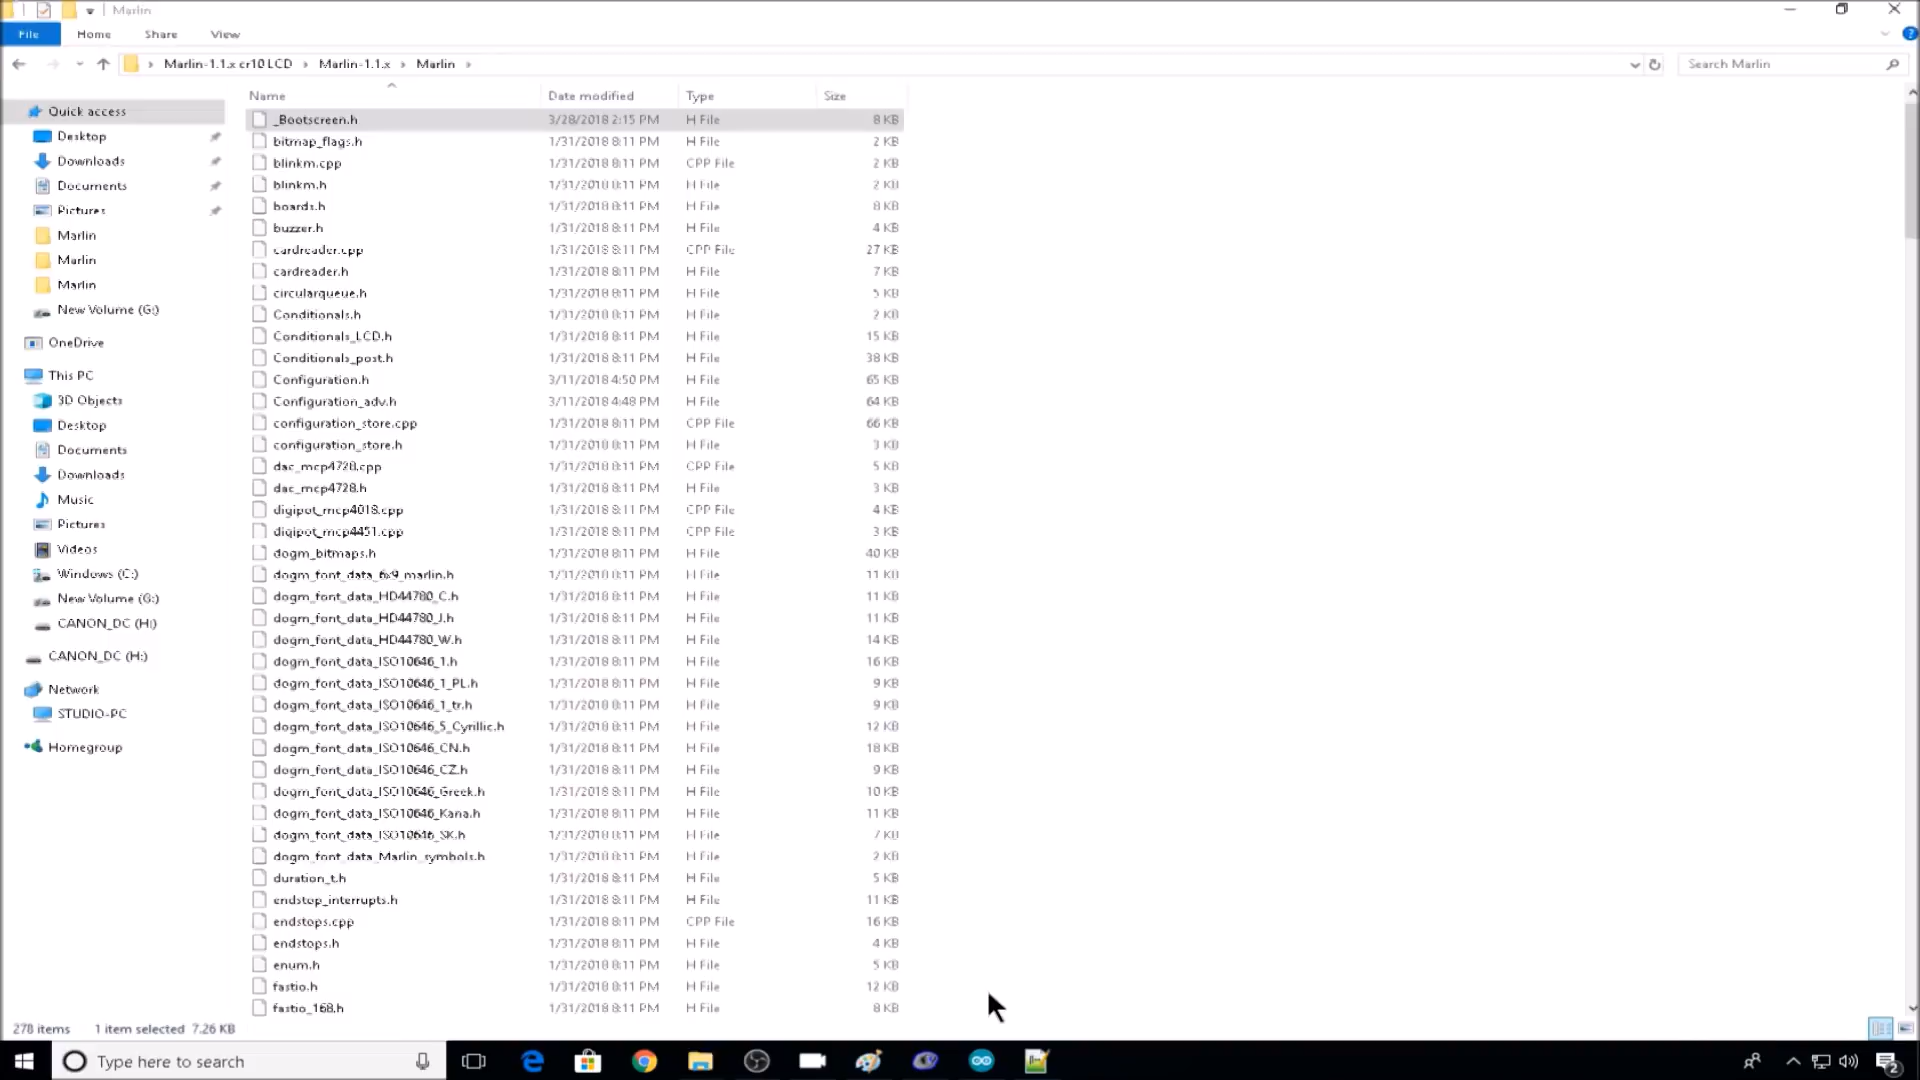 Marlin
File Home Share View
Marlin-1.1.x cr10 LCD Marlin-1.1.x Marlin Search Marlin
Quick access
Desktop
Downloads
Documents
Pictures
Marlin
Marlin
Marlin
New Volume (G:)
OneDrive
This PC
3D Objects
Desktop
Documents
Downloads
Music
Pictures
Videos
Windows (C:)
New Volume (G:)
CANON_DC (H:)
CANON_DC (H:)
Network
STUDIO-PC
Homegroup
Name Date modified Type Size
_Bootscreen.h 3/28/2018 2:15 PM H File 8 KB
bitmap_flags.h 1/31/2018 8:11 PM H File 2 KB
blinkm.cpp 1/31/2018 8:11 PM CPP File 2 KB
blinkm.h 1/31/2018 8:11 PM H File 2 KB
boards.h 1/31/2018 8:11 PM H File 8 KB
buzzer.h 1/31/2018 8:11 PM H File 4 KB
cardreader.cpp 1/31/2018 8:11 PM CPP File 27 KB
cardreader.h 1/31/2018 8:11 PM H File 7 KB
circularqueue.h 1/31/2018 8:11 PM H File 5 KB
Conditionals.h 1/31/2018 8:11 PM H File 2 KB
Conditionals_LCD.h 1/31/2018 8:11 PM H File 15 KB
Conditionals_post.h 1/31/2018 8:11 PM H File 38 KB
Configuration.h 3/11/2018 4:50 PM H File 65 KB
Configuration_adv.h 3/11/2018 4:48 PM H File 64 KB
configuration_store.cpp 1/31/2018 8:11 PM CPP File 66 KB
configuration_store.h 1/31/2018 8:11 PM H File 3 KB
dac_mcp4728.cpp 1/31/2018 8:11 PM CPP File 5 KB
dac_mcp4728.h 1/31/2018 8:11 PM H File 3 KB
digipot_mcp4018.cpp 1/31/2018 8:11 PM CPP File 4 KB
digipot_mcp4451.cpp 1/31/2018 8:11 PM CPP File 3 KB
dogm_bitmaps.h 1/31/2018 8:11 PM H File 40 KB
dogm_font_data_6x9_marlin.h 1/31/2018 8:11 PM H File 11 KB
dogm_font_data_HD44780_C.h 1/31/2018 8:11 PM H File 11 KB
dogm_font_data_HD44780_J.h 1/31/2018 8:11 PM H File 11 KB
dogm_font_data_HD44780_W.h 1/31/2018 8:11 PM H File 14 KB
dogm_font_data_ISO10646_1.h 1/31/2018 8:11 PM H File 16 KB
dogm_font_data_ISO10646_1_PL.h 1/31/2018 8:11 PM H File 9 KB
dogm_font_data_ISO10646_1_tr.h 1/31/2018 8:11 PM H File 9 KB
dogm_font_data_ISO10646_5_Cyrillic.h 1/31/2018 8:11 PM H File 12 KB
dogm_font_data_ISO10646_CN.h 1/31/2018 8:11 PM H File 18 KB
dogm_font_data_ISO10646_CZ.h 1/31/2018 8:11 PM H File 9 KB
dogm_font_data_ISO10646_Greek.h 1/31/2018 8:11 PM H File 10 KB
dogm_font_data_ISO10646_Kana.h 1/31/2018 8:11 PM H File 11 KB
dogm_font_data_ISO10646_SK.h 1/31/2018 8:11 PM H File 7 KB
dogm_font_data_Marlin_symbols.h 1/31/2018 8:11 PM H File 2 KB
duration_t.h 1/31/2018 8:11 PM H File 5 KB
endstop_interrupts.h 1/31/2018 8:11 PM H File 11 KB
endstops.cpp 1/31/2018 8:11 PM CPP File 16 KB
endstops.h 1/31/2018 8:11 PM H File 4 KB
enum.h 1/31/2018 8:11 PM H File 5 KB
fastio.h 1/31/2018 8:11 PM H File 12 KB
fastio_168.h 1/31/2018 8:11 PM H File 8 KB
278 items 1 item selected 7.26 KB
Type here to search
2